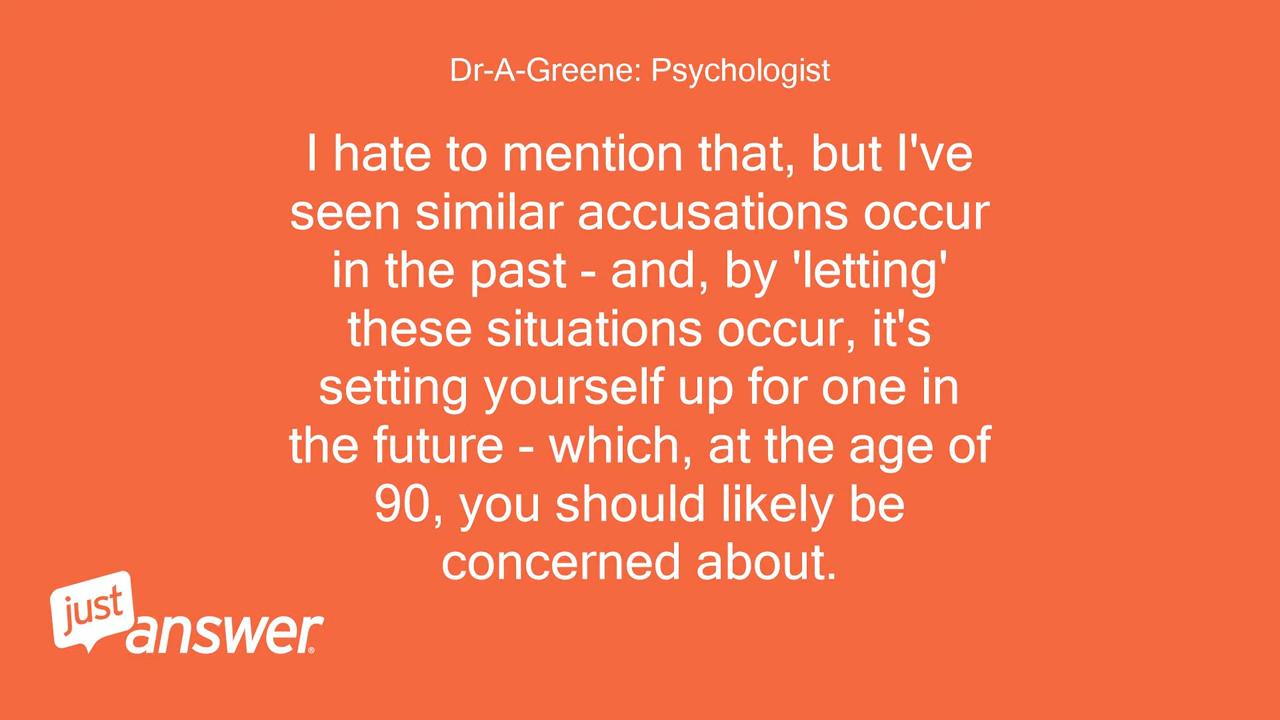 Dr-A-Greene: Psychologist
I hate to mention that, but I've
seen similar accusations occur
in the past - and, by 'letting'
these situations occur, it's
setting yourself up for one in
the future - which, at the age of
90, you should likely be
concerned about.
just
answer®